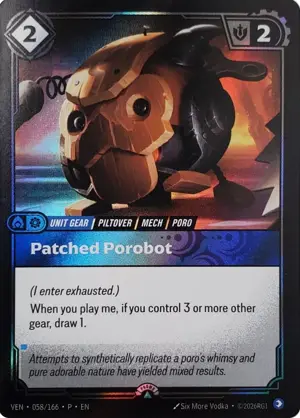 2
2
UNIT GEAR | PILTOVER | MECH | PORO
Patched Porobot
(I enter exhausted.)
When you play me, if you control 3 or more other
gear, draw 1.
Attempts to synthetically replicate a poro's whimsy and
pure adorable nature have yielded mixed results.
VEN • 058/166 • P • EN
Six More Vodka • ©2026RG